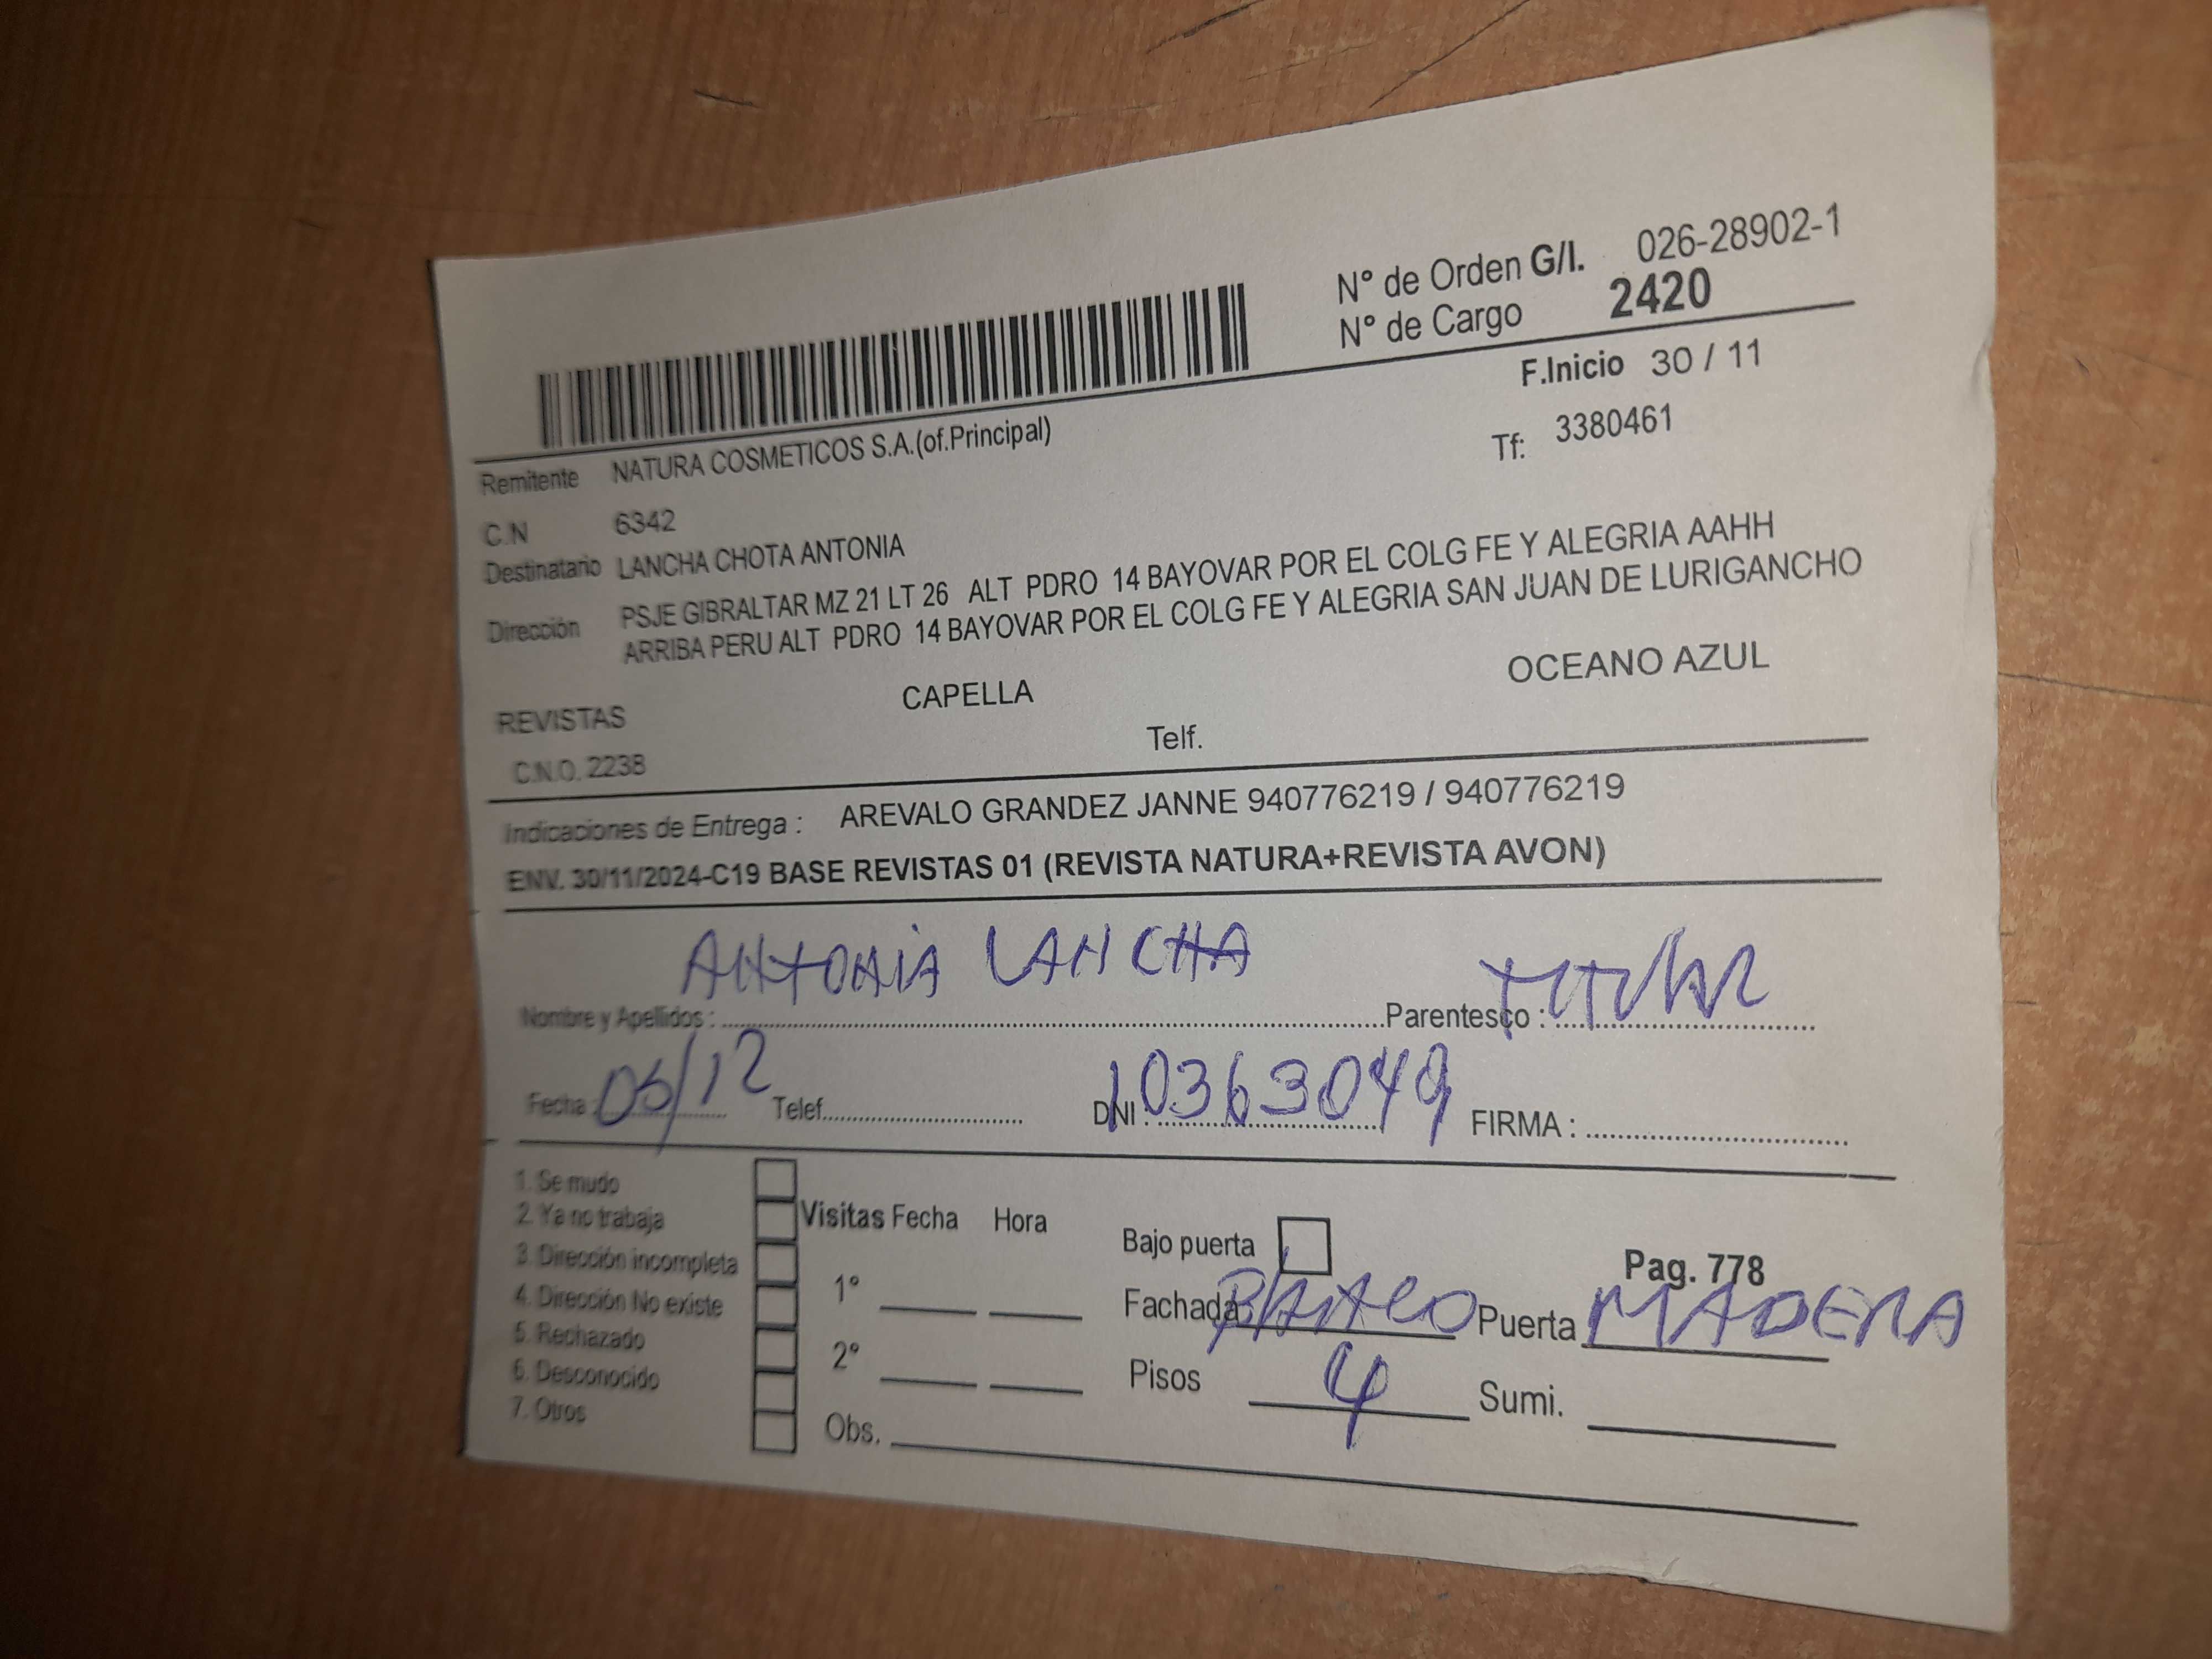 N° de Orden G/I. 026-28902-1
N° de Cargo 2420
F.Inicio 30 / 11
Remitente NATURA COSMETICOS S.A.(of.Principal)
Tf: 3380461
C.N 6342
Destinatario LANCHA CHOTA ANTONIA
Dirección PSJE GIBRALTAR MZ 21 LT 26 ALT PDRO 14 BAYOVAR POR EL COLG FE Y ALEGRIA AAHH
ARRIBA PERU ALT PDRO 14 BAYOVAR POR EL COLG FE Y ALEGRIA SAN JUAN DE LURIGANCHO
REVISTAS CAPELLA OCEANO AZUL
C.N.O. 2238 Telf.
Indicaciones de Entrega : AREVALO GRANDEZ JANNE 940776219 / 940776219
ENV. 30/11/2024-C19 BASE REVISTAS 01 (REVISTA NATURA+REVISTA AVON)
Nombre y Apellidos : ANTONIA LANCHA Parentesco : TITULAR
Fecha : 05/12 Telef. DNI : 10363049 FIRMA :
1. Se mudo
2. Ya no trabaja Visitas Fecha Hora
3. Dirección incompleta Bajo puerta Pag. 778
4. Dirección No existe 1° Fachada BLANCO Puerta MADERA
5. Rechazado
6. Desconocido 2° Pisos 4 Sumi.
7. Otros Obs.